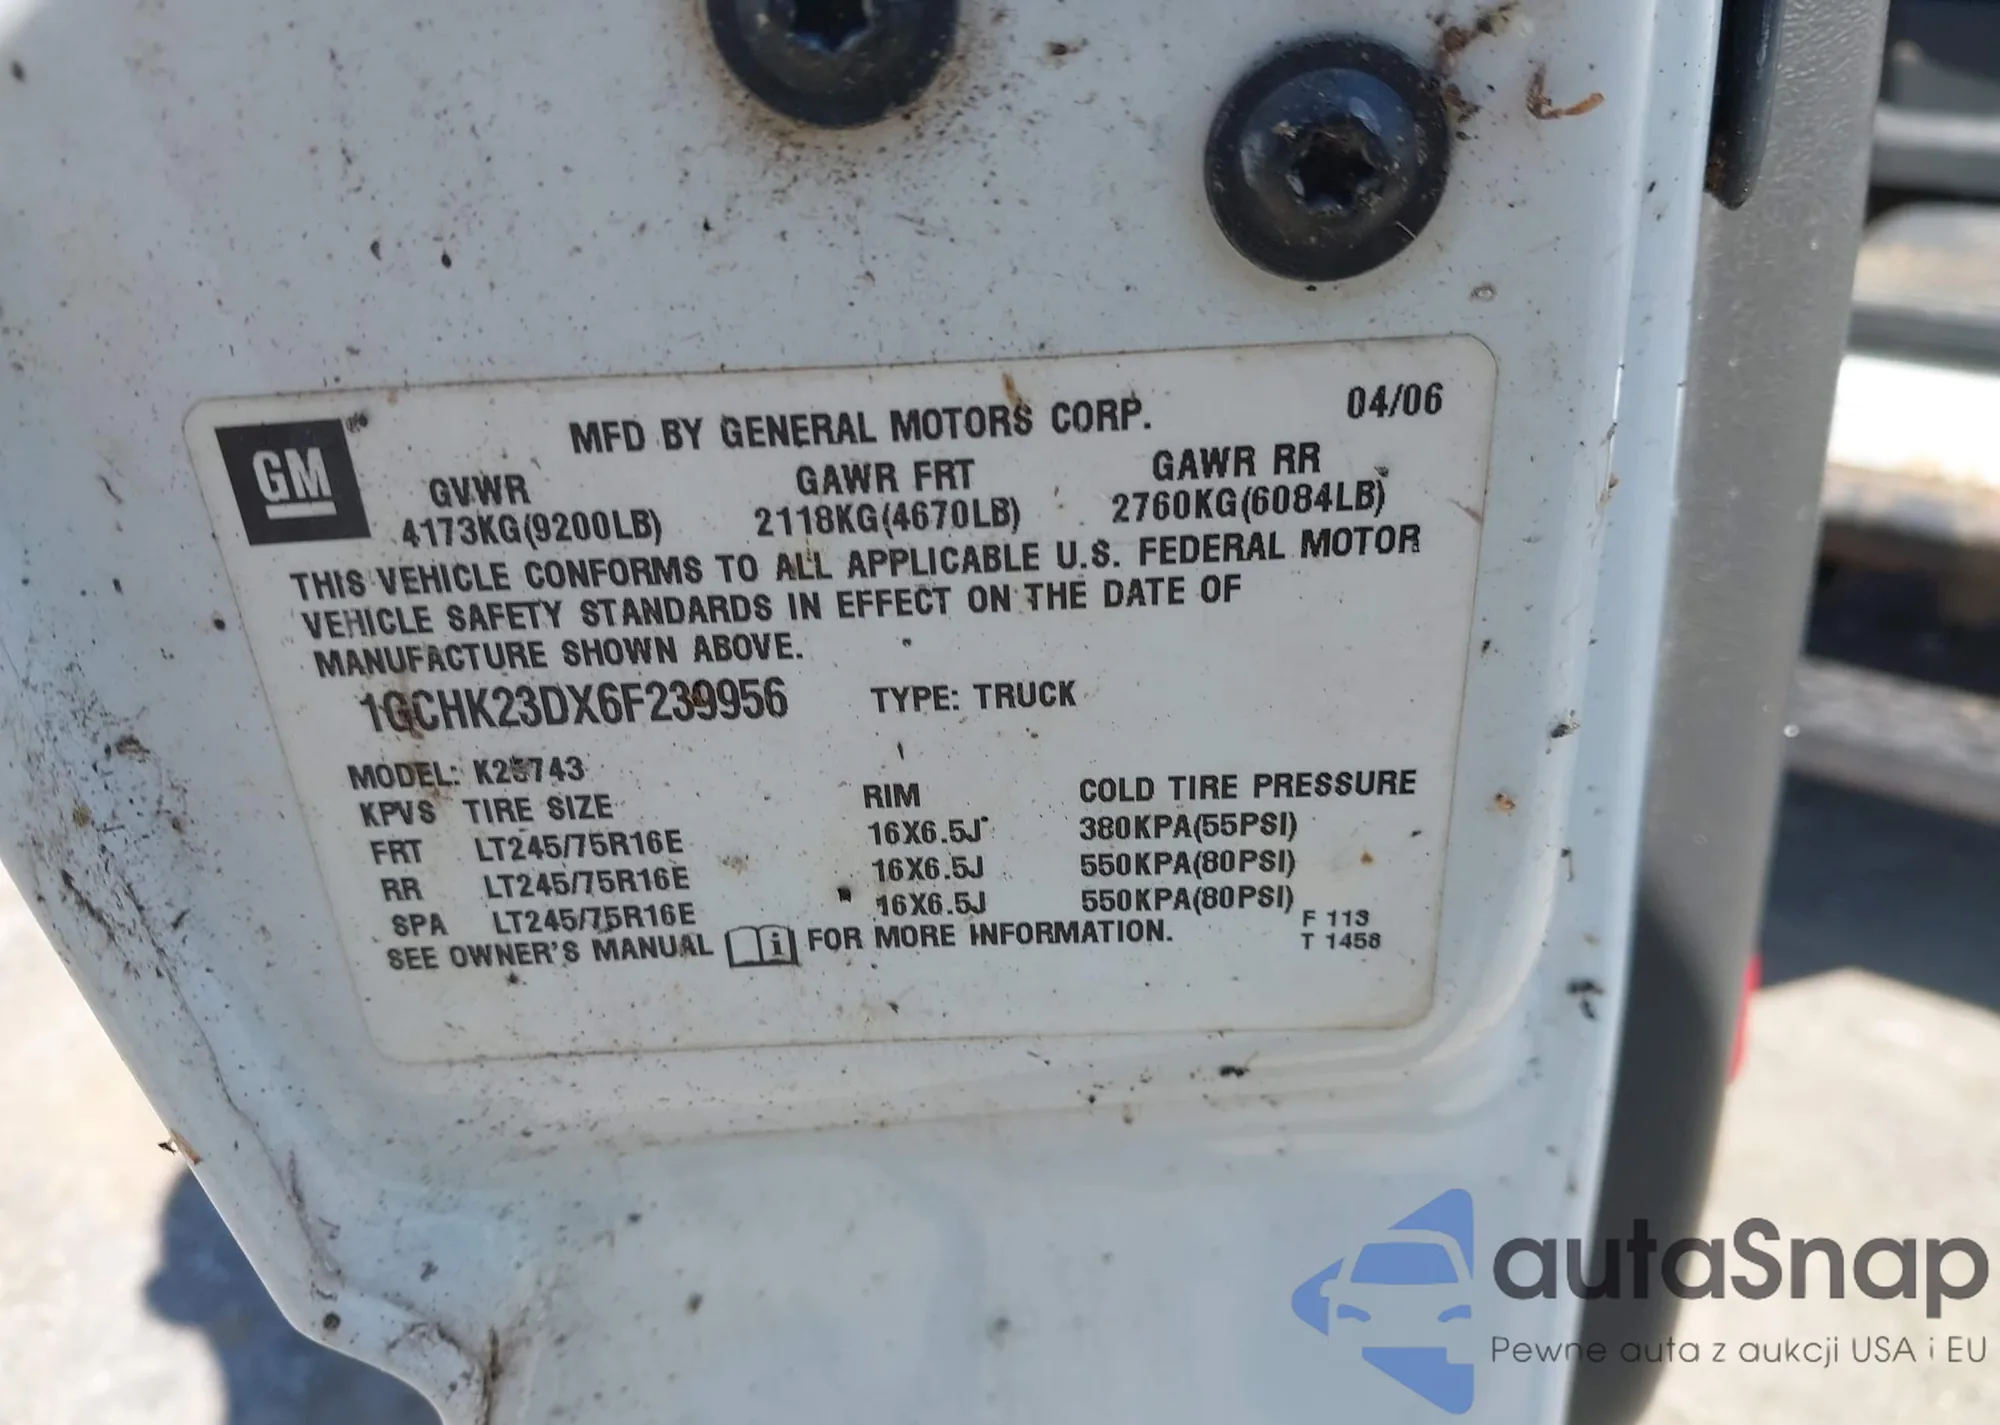 MFD BY GENERAL MOTORS CORP. 04/06
GM
GVWR GAWR FRT GAWR RR
4173KG(9200LB) 2118KG(4670LB) 2760KG(6084LB)
THIS VEHICLE CONFORMS TO ALL APPLICABLE U.S. FEDERAL MOTOR
VEHICLE SAFETY STANDARDS IN EFFECT ON THE DATE OF
MANUFACTURE SHOWN ABOVE.
1GCHK23DX6F239956 TYPE: TRUCK
MODEL: K25743
KPVS TIRE SIZE RIM COLD TIRE PRESSURE
FRT LT245/75R16E 16X6.5J 380KPA(55PSI)
RR LT245/75R16E 16X6.5J 550KPA(80PSI)
SPA LT245/75R16E 16X6.5J 550KPA(80PSI)
SEE OWNER'S MANUAL i FOR MORE INFORMATION. F 113
T 1458
autaSnap
Pewne auta z aukcji USA i EU